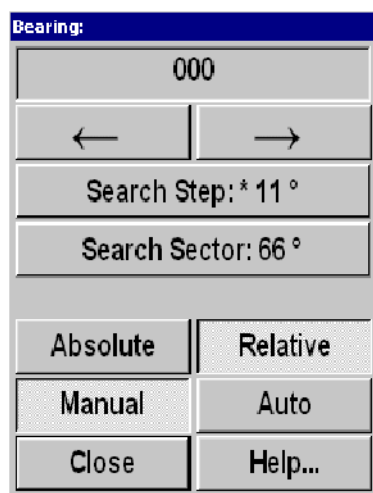 Bearing:
000
← →
Search Step: * 11 °
Search Sector: 66 °
Absolute Relative
Manual Auto
Close Help...